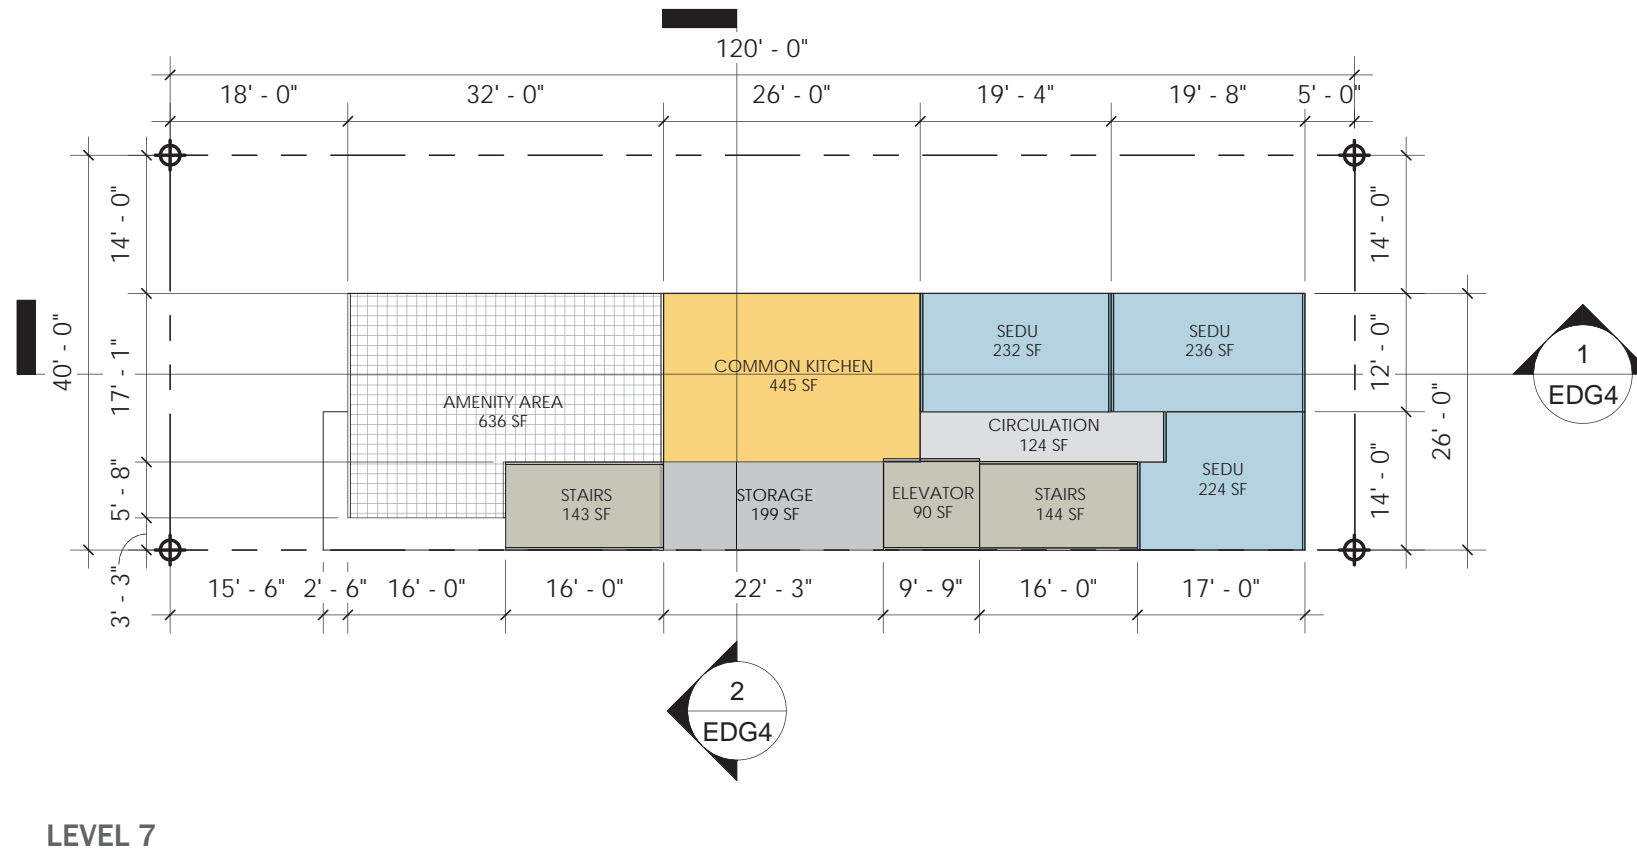 120' - 0"
18' - 0"
32' - 0"
26' - 0"
19' - 4"
19' - 8"
5' - 0"
14' - 0"
14' - 0"
40' - 0"
17' - 1"
12' - 0"
26' - 0"
5' - 8"
14' - 0"
3' - 3"
SEDU
232 SF
SEDU
236 SF
COMMON KITCHEN
445 SF
AMENITY AREA
636 SF
CIRCULATION
124 SF
SEDU
224 SF
STAIRS
143 SF
STORAGE
199 SF
ELEVATOR
90 SF
STAIRS
144 SF
1
EDG4
15' - 6"
2' - 6"
16' - 0"
16' - 0"
22' - 3"
9' - 9"
16' - 0"
17' - 0"
2
EDG4
LEVEL 7